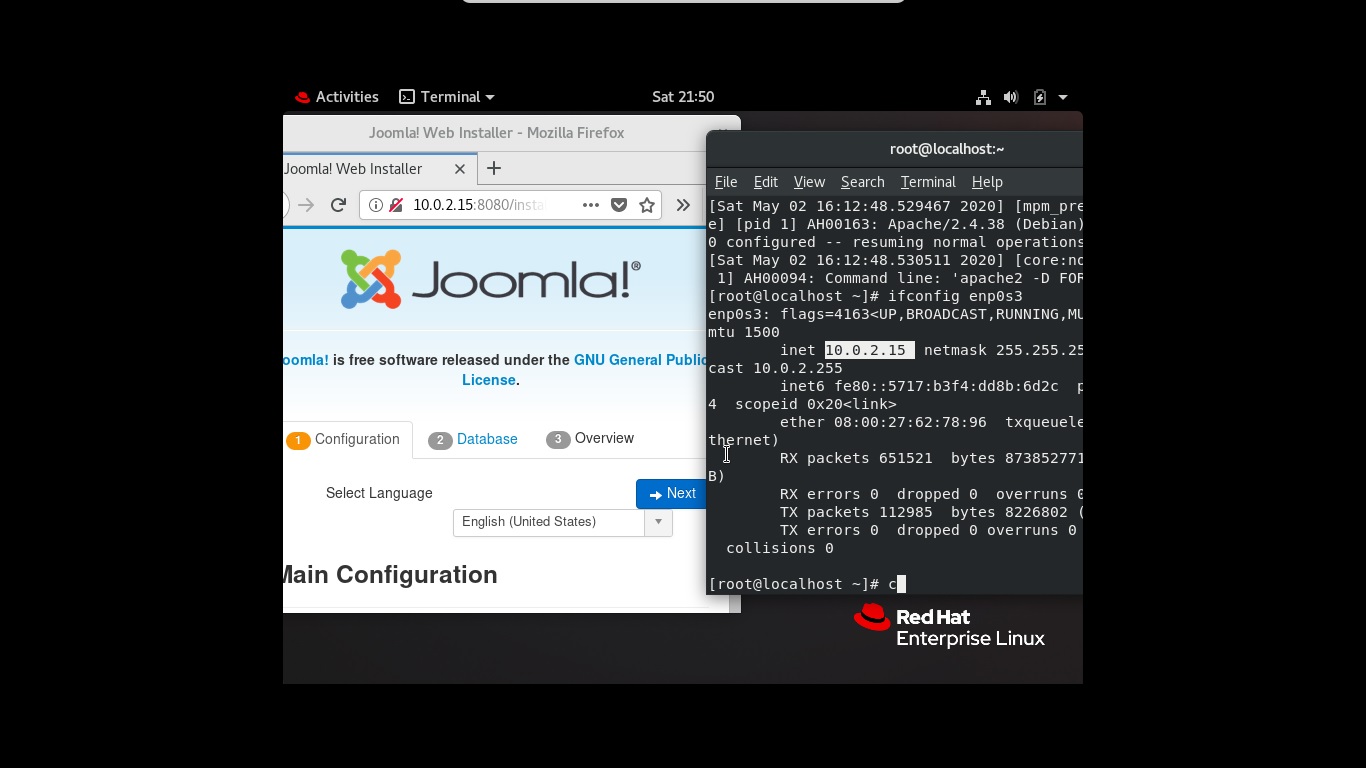 Activities
Terminal
Sat 21:50
Joomla! Web Installer - Mozilla Firefox
Joomla! Web Installer
10.0.2.15:8080/insta
Joomla!®
oomla! is free software released under the GNU General Public
License.
1 Configuration
2 Database
3 Overview
Select Language
Next
English (United States)
Main Configuration
root@localhost:~
File Edit View Search Terminal Help
[Sat May 02 16:12:48.529467 2020] [mpm_pre
e] [pid 1] AH00163: Apache/2.4.38 (Debian)
0 configured -- resuming normal operations
[Sat May 02 16:12:48.530511 2020] [core:no
1] AH00094: Command line: 'apache2 -D FOR
[root@localhost ~]# ifconfig enp0s3
enp0s3: flags=4163<UP,BROADCAST,RUNNING,MU
mtu 1500
inet 10.0.2.15 netmask 255.255.25
cast 10.0.2.255
inet6 fe80::5717:b3f4:dd8b:6d2c p
4 scopeid 0x20<link>
ether 08:00:27:62:78:96 txqueuele
thernet)
RX packets 651521 bytes 873852771
B)
RX errors 0 dropped 0 overruns 0
TX packets 112985 bytes 8226802 (
TX errors 0 dropped 0 overruns 0
collisions 0
[root@localhost ~]# c
Red Hat
Enterprise Linux